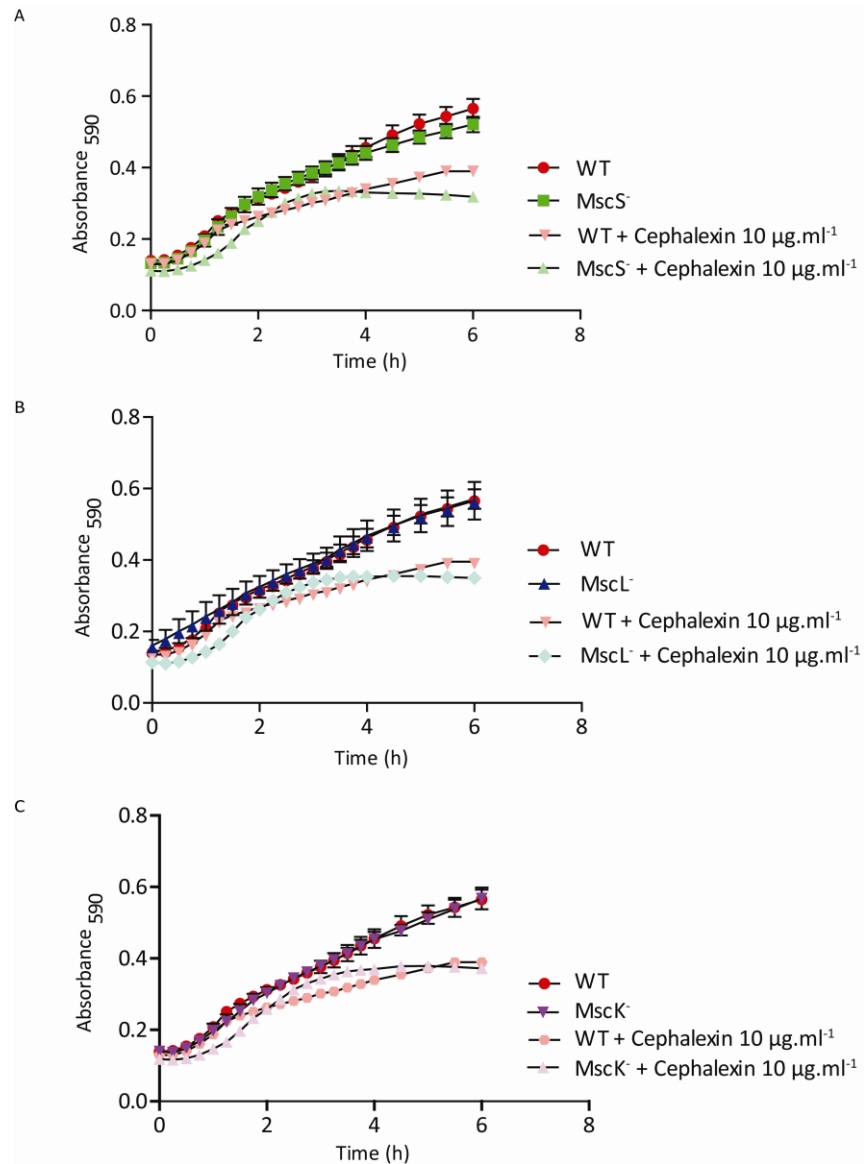 A
0.8
0.6
0.4
0.2
0.0
Absorbance 590
0 2 4 6 8
Time (h)
WT
MscS⁻
WT + Cephalexin 10 µg.ml⁻¹
MscS⁻ + Cephalexin 10 µg.ml⁻¹
B
0.8
0.6
0.4
0.2
0.0
Absorbance 590
0 2 4 6 8
Time (h)
WT
MscL⁻
WT + Cephalexin 10 µg.ml⁻¹
MscL⁻ + Cephalexin 10 µg.ml⁻¹
C
0.8
0.6
0.4
0.2
0.0
Absorbance 590
0 2 4 6 8
Time (h)
WT
MscK⁻
WT + Cephalexin 10 µg.ml⁻¹
MscK⁻ + Cephalexin 10 µg.ml⁻¹